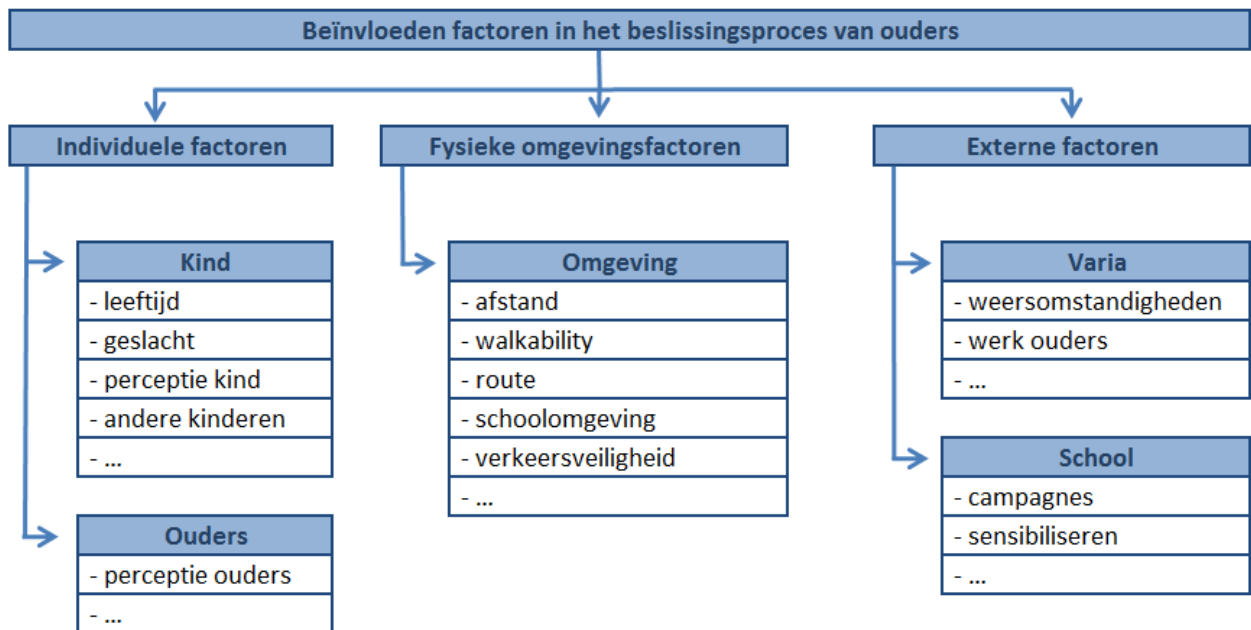 Beïnvloeden factoren in het beslissingsproces van ouders
Individuele factoren
Kind
- leeftijd
- geslacht
- perceptie kind
- andere kinderen
- ...
Ouders
- perceptie ouders
- ...
Fysieke omgevingsfactoren
Omgeving
- afstand
- walkability
- route
- schoolomgeving
- verkeersveiligheid
- ...
Externe factoren
Varia
- weersomstandigheden
- werk ouders
- ...
School
- campagnes
- sensibiliseren
- ...